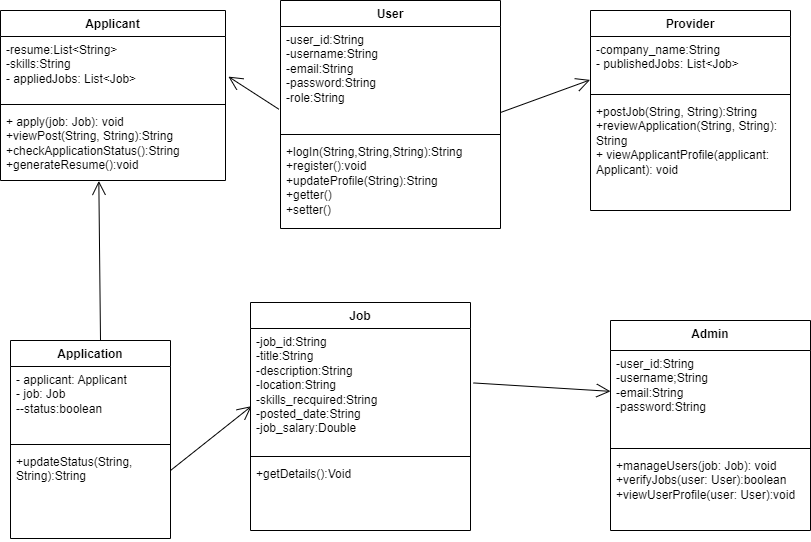 Applicant
-resume:List<String>
-skills:String
- appliedJobs: List<Job>
+ apply(job: Job): void
+viewPost(String, String):String
+checkApplicationStatus():String
+generateResume():void
User
-user_id:String
-username:String
-email:String
-password:String
-role:String
+logIn(String,String,String):String
+register():void
+updateProfile(String):String
+getter()
+setter()
Provider
-company_name:String
- publishedJobs: List<Job>
+postJob(String, String):String
+reviewApplication(String, String):
String
+ viewApplicantProfile(applicant:
Applicant): void
Application
- applicant: Applicant
- job: Job
--status:boolean
+updateStatus(String,
String):String
Job
-job_id:String
-title:String
-description:String
-location:String
-skills_recquired:String
-posted_date:String
-job_salary:Double
+getDetails():Void
Admin
-user_id:String
-username;String
-email:String
-password:String
+manageUsers(job: Job): void
+verifyJobs(user: User):boolean
+viewUserProfile(user: User):void